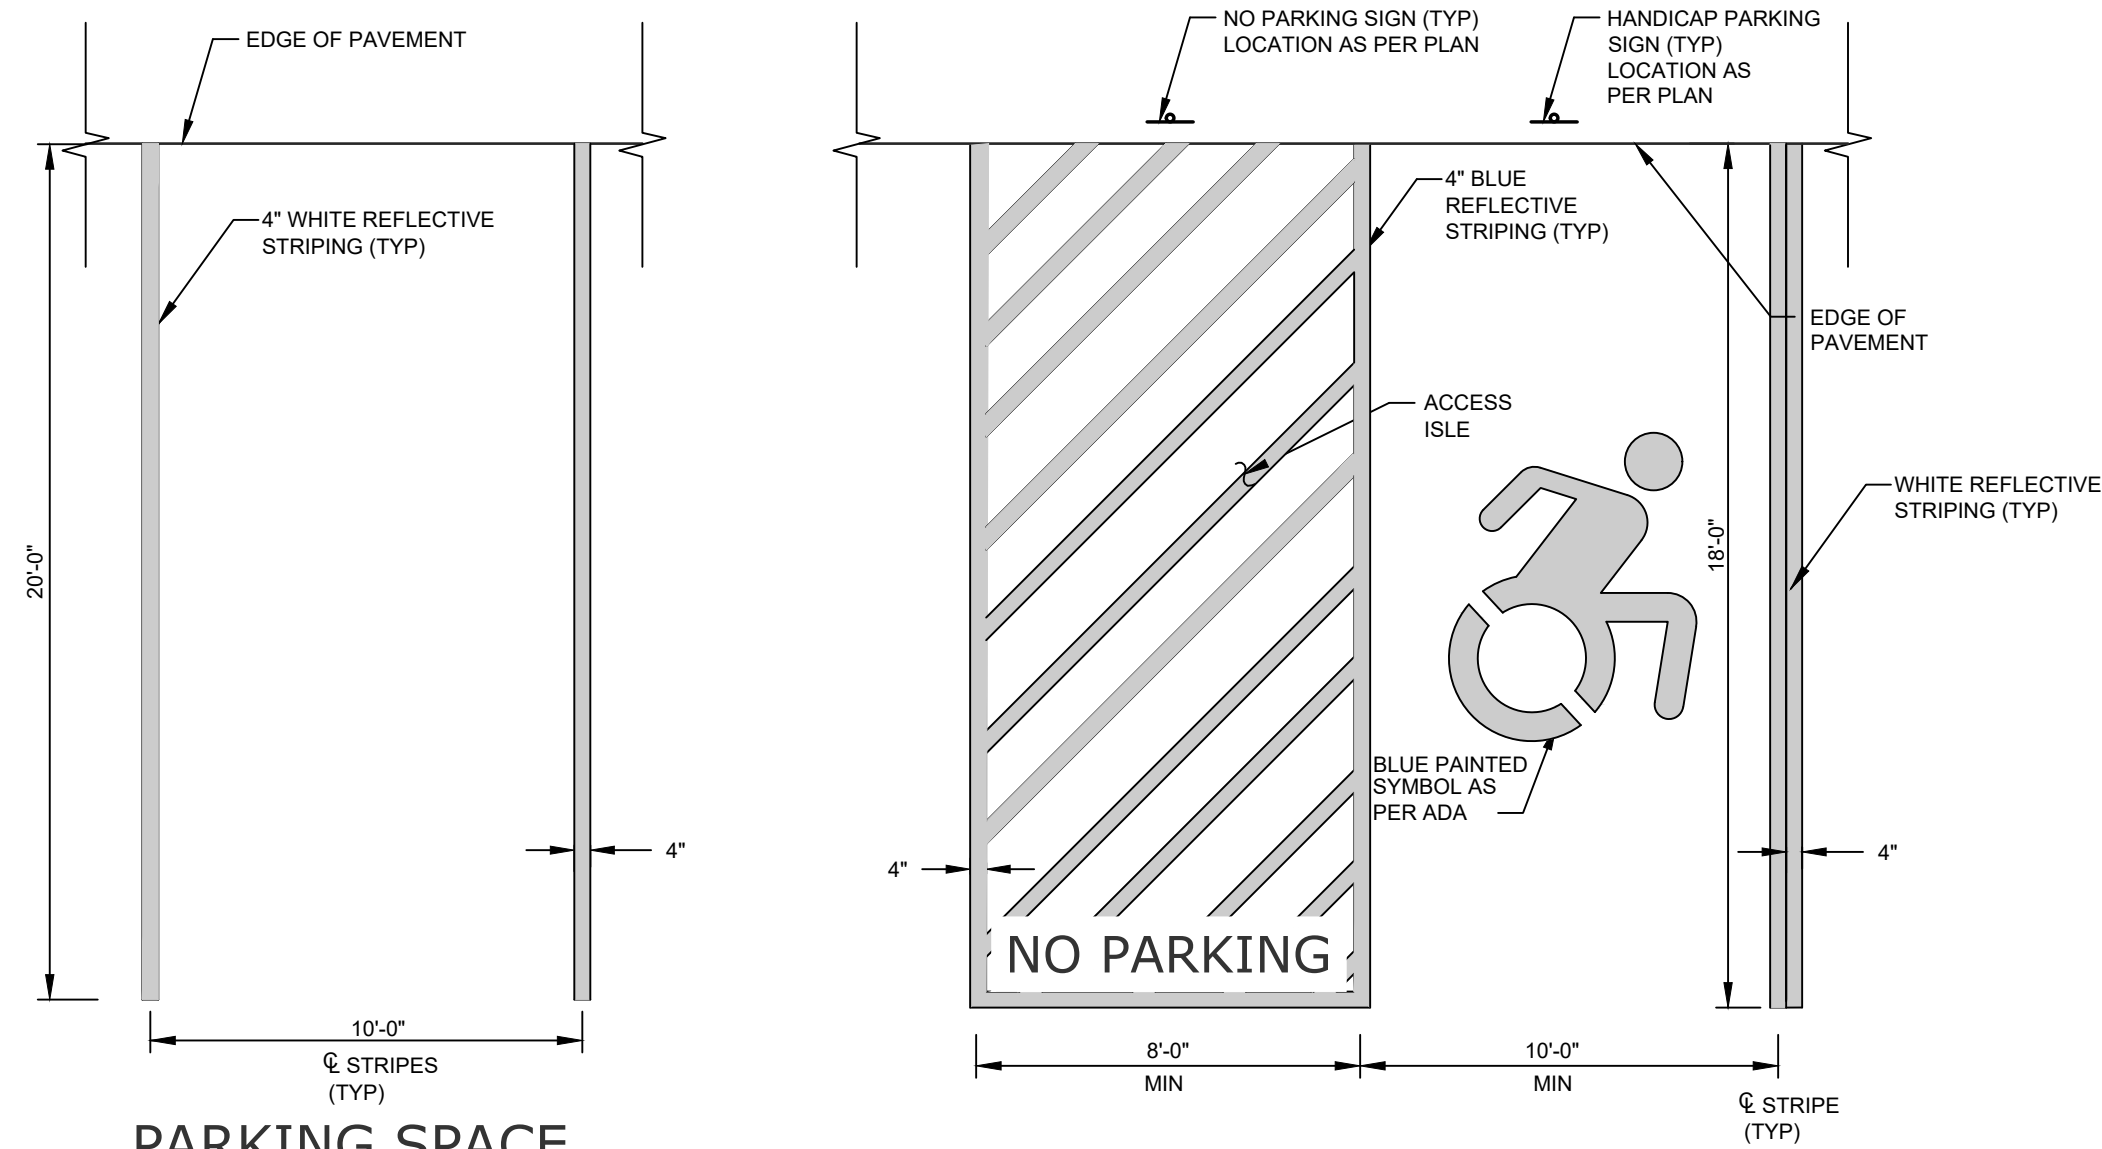 EDGE OF PAVEMENT
4" WHITE REFLECTIVE
STRIPING (TYP)
20'-0"
4"
10'-0"
℄ STRIPES
(TYP)
PARKING SPACE
NO PARKING SIGN (TYP)
LOCATION AS PER PLAN
HANDICAP PARKING
SIGN (TYP)
LOCATION AS
PER PLAN
4" BLUE
REFLECTIVE
STRIPING (TYP)
EDGE OF
PAVEMENT
ACCESS
ISLE
WHITE REFLECTIVE
STRIPING (TYP)
18'-0"
BLUE PAINTED
SYMBOL AS
PER ADA
4"
4"
NO PARKING
8'-0"
MIN
10'-0"
MIN
℄ STRIPE
(TYP)